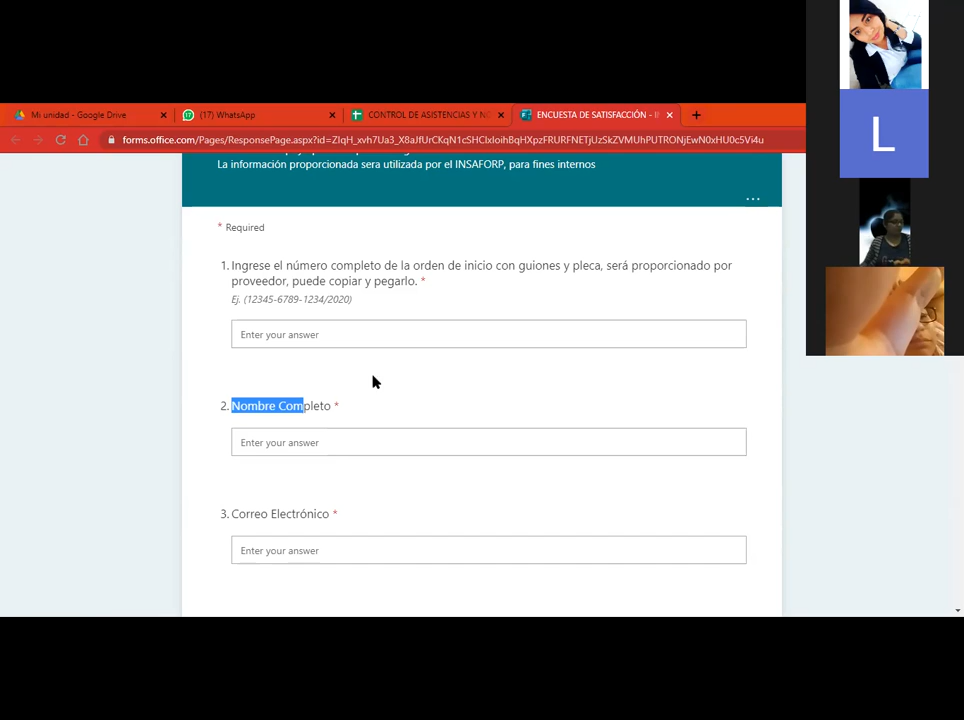 Mi unidad - Google Drive
(17) WhatsApp
CONTROL DE ASISTENCIAS Y NO
ENCUESTA DE SATISFACCIÓN - I
forms.office.com/Pages/ResponsePage.aspx?id=
La información proporcionada sera utilizada por el INSAFORP, para fines internos
...
* Required
1. Ingrese el número completo de la orden de inicio con guiones y pleca, será proporcionado por
proveedor, puede copiar y pegarlo. *
Ej. (12345-6789-1234/2020)
Enter your answer
2. Nombre Completo *
Enter your answer
3. Correo Electrónico *
Enter your answer
L